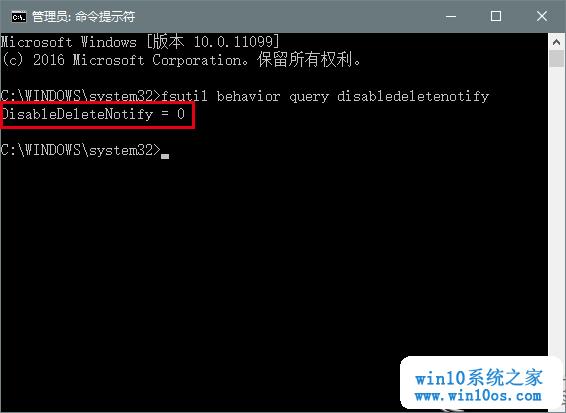 管理员: 命令提示符
Microsoft Windows [版本 10.0.11099]
(c) 2016 Microsoft Corporation。保留所有权利。
C:\WINDOWS\system32>fsutil behavior query disabledeletenotify
DisableDeleteNotify = 0
C:\WINDOWS\system32>
win10系统之家
www.win10os.com